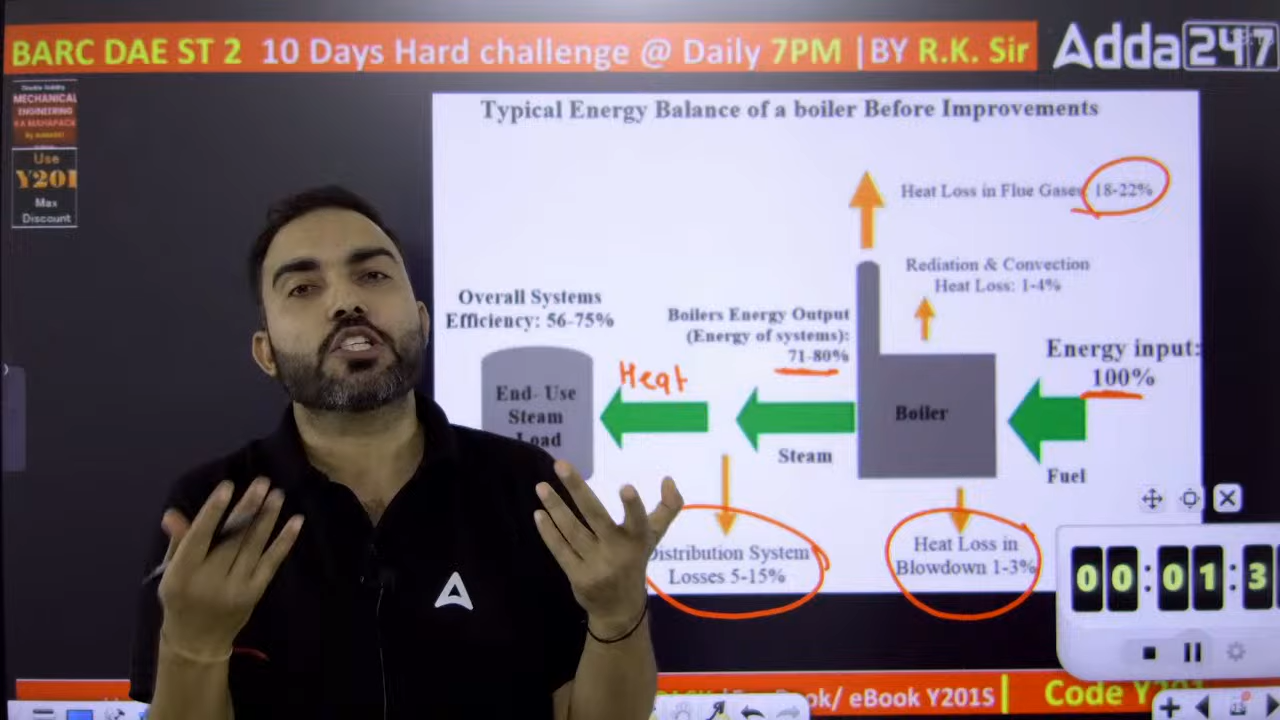 BARC DAE ST 2 10 Days Hard challenge @ Daily 7PM |BY R.K. Sir
Adda 247
MECHANICAL
ENGINEERING
Use
Y201
Max
Discount
Typical Energy Balance of a boiler Before Improvements
Heat Loss in Flue Gases 18-22%
Rediation & Convection
Heat Loss: 1-4%
Overall Systems
Efficiency: 56-75%
Boilers Energy Output
(Energy of systems):
71-80%
Energy input:
100%
Heat
End- Use
Steam
Load
Boiler
Steam
Fuel
Distribution System
Losses 5-15%
Heat Loss in
Blowdown 1-3%
00:01:3
ok/ eBook Y201S
Code Y201